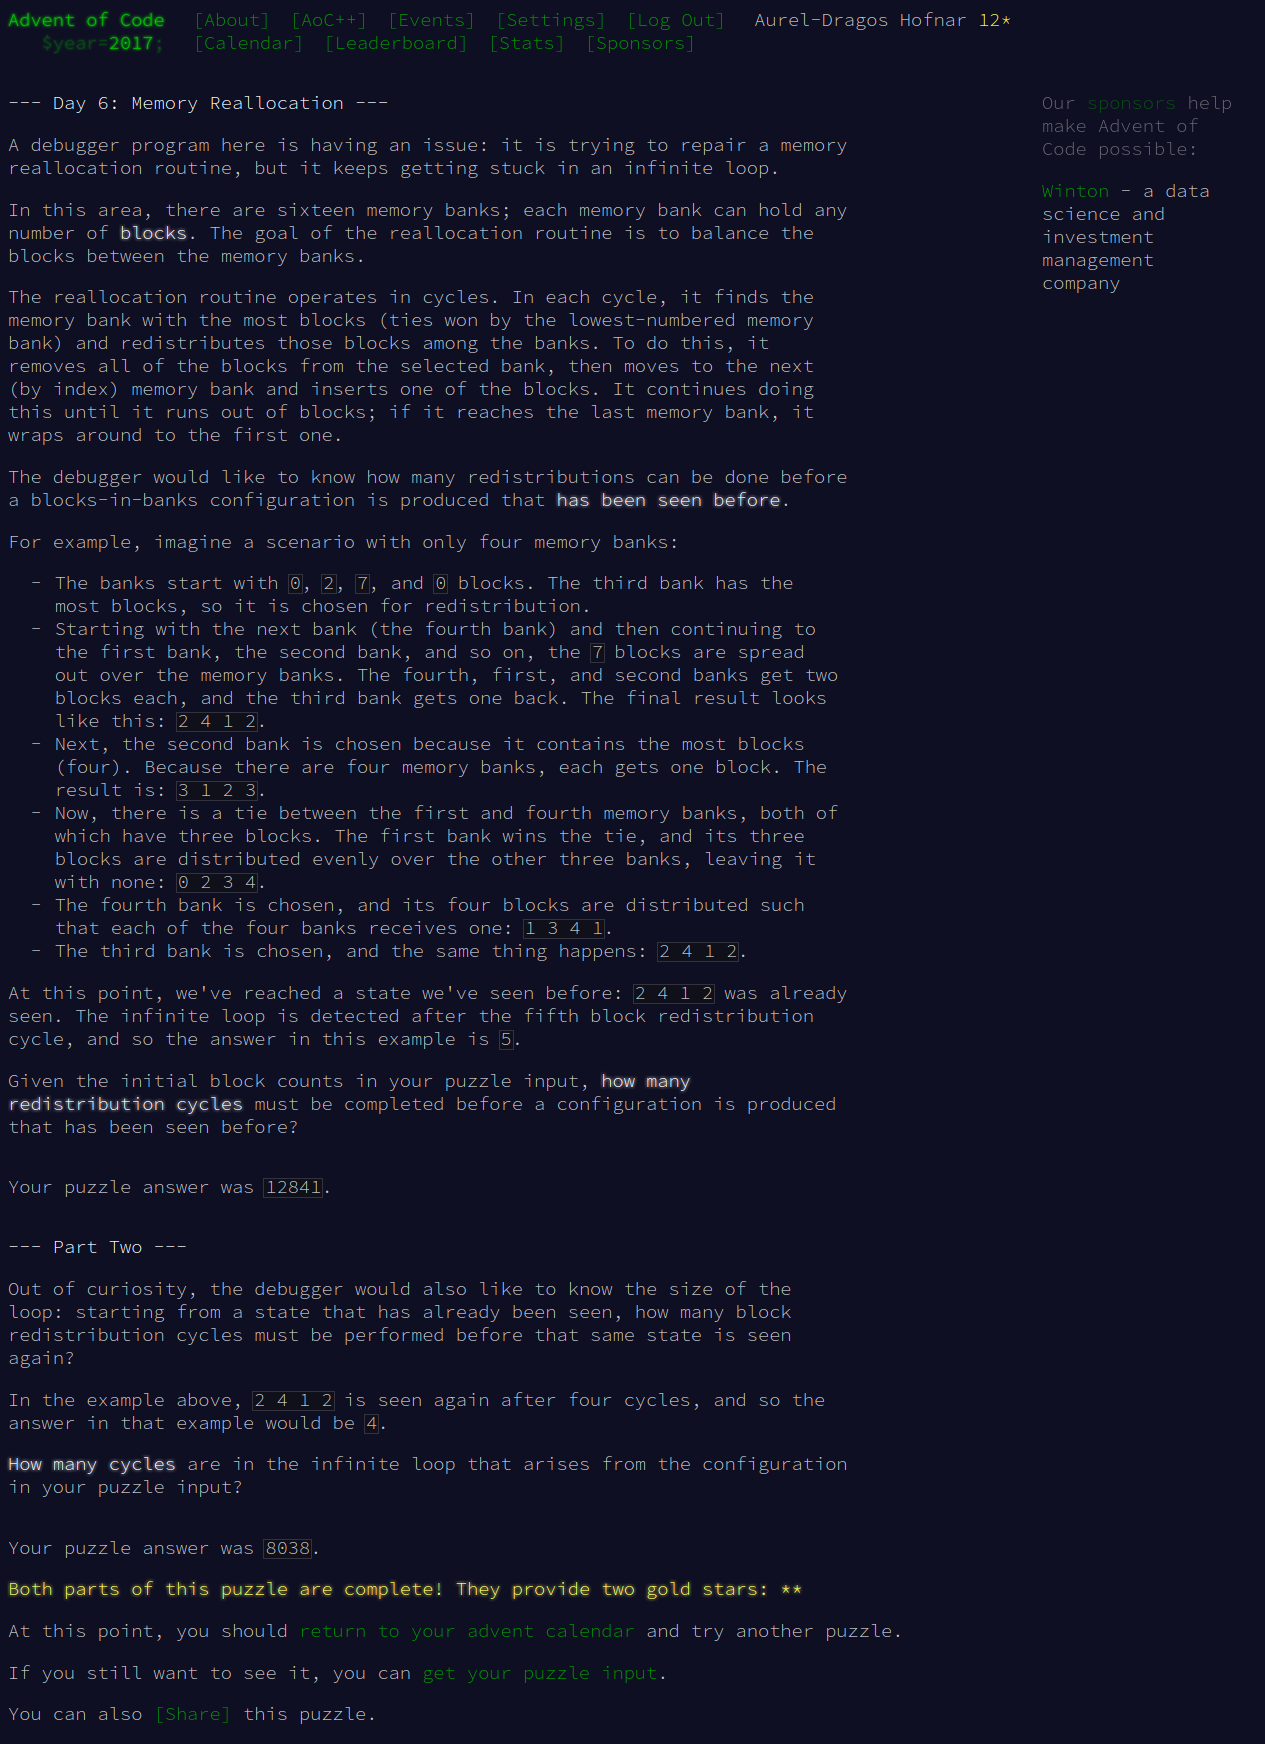 Advent of Code [About] [AoC++] [Events] [Settings] [Log Out] Aurel-Dragos Hofnar 12*
$year=2017; [Calendar] [Leaderboard] [Stats] [Sponsors]
--- Day 6: Memory Reallocation ---
A debugger program here is having an issue: it is trying to repair a memory
reallocation routine, but it keeps getting stuck in an infinite loop.
In this area, there are sixteen memory banks; each memory bank can hold any
number of blocks. The goal of the reallocation routine is to balance the
blocks between the memory banks.
The reallocation routine operates in cycles. In each cycle, it finds the
memory bank with the most blocks (ties won by the lowest-numbered memory
bank) and redistributes those blocks among the banks. To do this, it
removes all of the blocks from the selected bank, then moves to the next
(by index) memory bank and inserts one of the blocks. It continues doing
this until it runs out of blocks; if it reaches the last memory bank, it
wraps around to the first one.
The debugger would like to know how many redistributions can be done before
a blocks-in-banks configuration is produced that has been seen before.
For example, imagine a scenario with only four memory banks:
- The banks start with 0, 2, 7, and 0 blocks. The third bank has the
most blocks, so it is chosen for redistribution.
- Starting with the next bank (the fourth bank) and then continuing to
the first bank, the second bank, and so on, the 7 blocks are spread
out over the memory banks. The fourth, first, and second banks get two
blocks each, and the third bank gets one back. The final result looks
like this: 2 4 1 2.
- Next, the second bank is chosen because it contains the most blocks
(four). Because there are four memory banks, each gets one block. The
result is: 3 1 2 3.
- Now, there is a tie between the first and fourth memory banks, both of
which have three blocks. The first bank wins the tie, and its three
blocks are distributed evenly over the other three banks, leaving it
with none: 0 2 3 4.
- The fourth bank is chosen, and its four blocks are distributed such
that each of the four banks receives one: 1 3 4 1.
- The third bank is chosen, and the same thing happens: 2 4 1 2.
At this point, we've reached a state we've seen before: 2 4 1 2 was already
seen. The infinite loop is detected after the fifth block redistribution
cycle, and so the answer in this example is 5.
Given the initial block counts in your puzzle input, how many
redistribution cycles must be completed before a configuration is produced
that has been seen before?
Your puzzle answer was 12841.
--- Part Two ---
Out of curiosity, the debugger would also like to know the size of the
loop: starting from a state that has already been seen, how many block
redistribution cycles must be performed before that same state is seen
again?
In the example above, 2 4 1 2 is seen again after four cycles, and so the
answer in that example would be 4.
How many cycles are in the infinite loop that arises from the configuration
in your puzzle input?
Your puzzle answer was 8038.
Both parts of this puzzle are complete! They provide two gold stars: **
At this point, you should return to your advent calendar and try another puzzle.
If you still want to see it, you can get your puzzle input.
You can also [Share] this puzzle.
Our sponsors help
make Advent of
Code possible:
Winton - a data
science and
investment
management
company